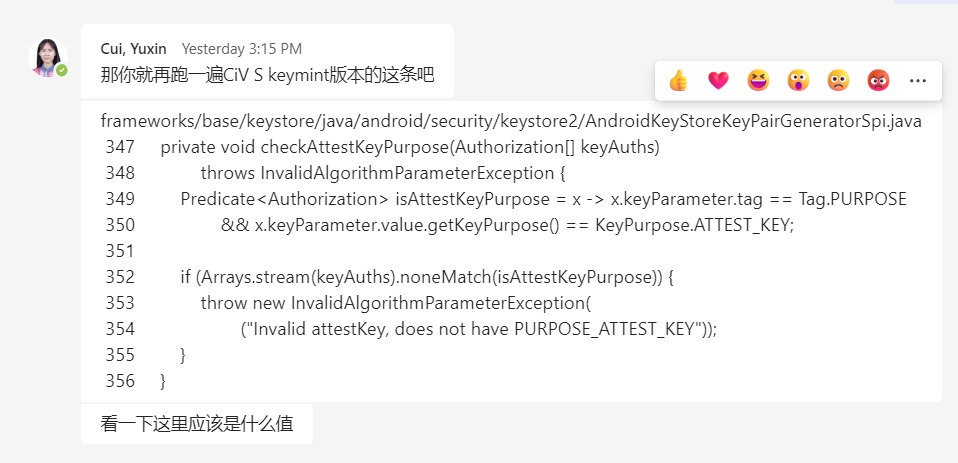 Cui, Yuxin Yesterday 3:15 PM
那你就再跑一遍CiV S keymint版本的这条吧
frameworks/base/keystore/java/android/security/keystore2/AndroidKeyStoreKeyPairGeneratorSpi.java
347 private void checkAttestKeyPurpose(Authorization[] keyAuths)
348 throws InvalidAlgorithmParameterException {
349 Predicate<Authorization> isAttestKeyPurpose = x -> x.keyParameter.tag == Tag.PURPOSE
350 && x.keyParameter.value.getKeyPurpose() == KeyPurpose.ATTEST_KEY;
351
352 if (Arrays.stream(keyAuths).noneMatch(isAttestKeyPurpose)) {
353 throw new InvalidAlgorithmParameterException(
354 ("Invalid attestKey, does not have PURPOSE_ATTEST_KEY"));
355 }
356 }
看一下这里应该是什么值